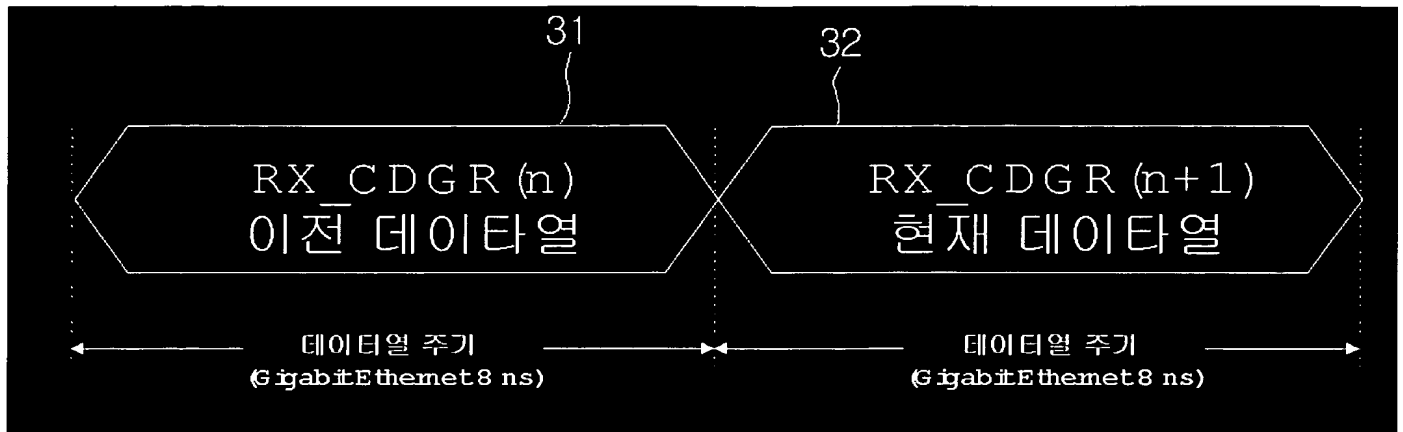 31
32
RX_CDGR(n)
이전 데이타열
RX_CDGR(n+1)
현재 데이타열
데이터열 주기
(GigabitEthernet 8 ns)
데이터열 주기
(GigabitEthernet 8 ns)